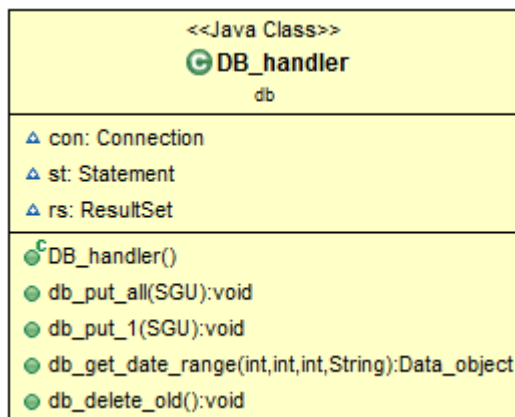 <<Java Class>>
C DB_handler
db
con: Connection
st: Statement
rs: ResultSet
C DB_handler()
db_put_all(SGU):void
db_put_1(SGU):void
db_get_date_range(int,int,int,String):Data_object
db_delete_old():void